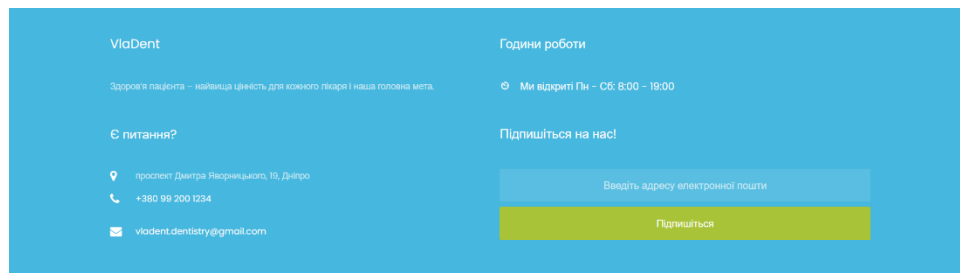 VlaDent
Здоров'я пацієнта – найвища цінність для кожного лікаря і наша головна мета.
Є питання?
проспект Дмитра Яворницького, 19, Дніпро
+380 99 200 1234
vladent.dentistry@gmail.com
Години роботи
Ми відкриті Пн - Сб: 8:00 - 19:00
Підпишіться на нас!
Введіть адресу електронної пошти
Підпишіться